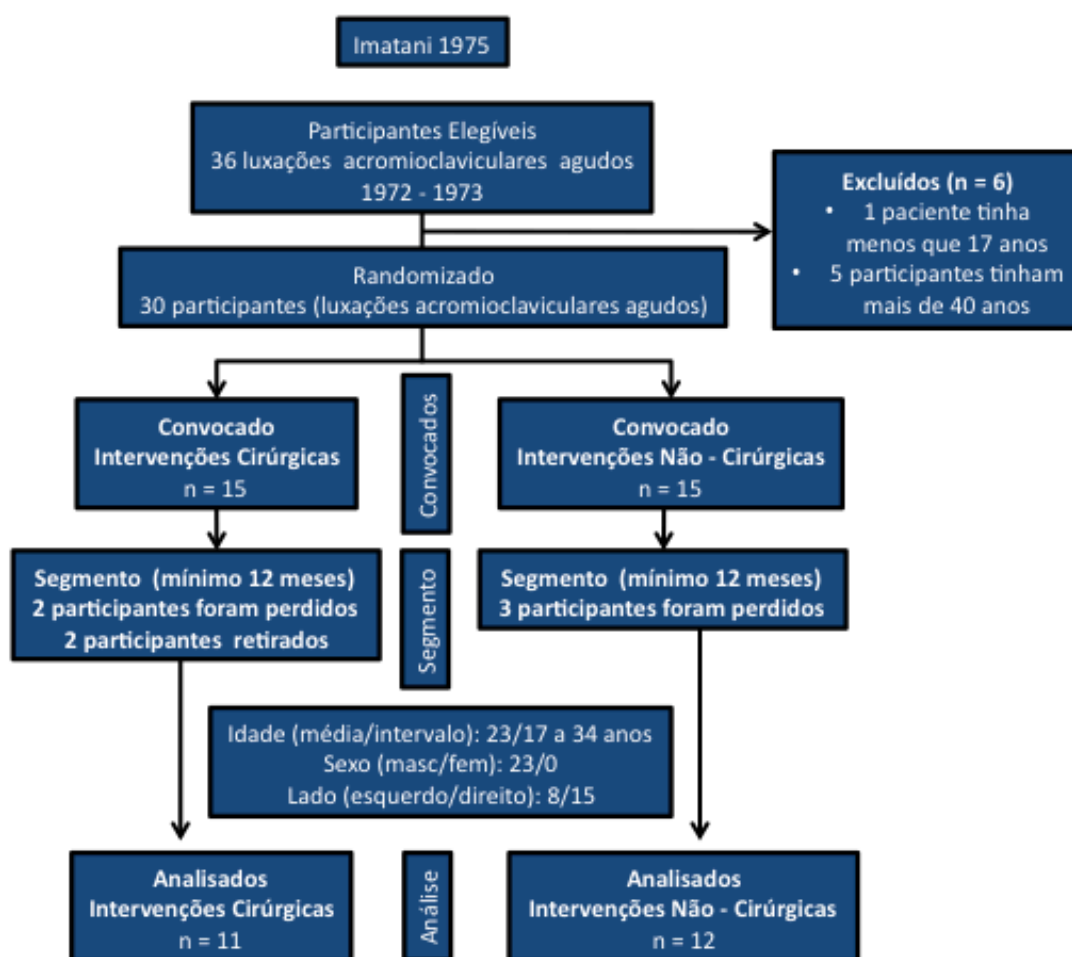 Imatani 1975
Participantes Elegíveis
36 luxações acromioclaviculares agudos
1972 - 1973
Excluídos (n = 6)
• 1 paciente tinha
menos que 17 anos
• 5 participantes tinham
mais de 40 anos
Randomizado
30 participantes (luxações acromioclaviculares agudos)
Convocados
Convocado
Intervenções Cirúrgicas
n = 15
Convocado
Intervenções Não - Cirúrgicas
n = 15
Segmento
Segmento (mínimo 12 meses)
2 participantes foram perdidos
2 participantes retirados
Segmento (mínimo 12 meses)
3 participantes foram perdidos
Idade (média/intervalo): 23/17 a 34 anos
Sexo (masc/fem): 23/0
Lado (esquerdo/direito): 8/15
Análise
Analisados
Intervenções Cirúrgicas
n = 11
Analisados
Intervenções Não - Cirúrgicas
n = 12